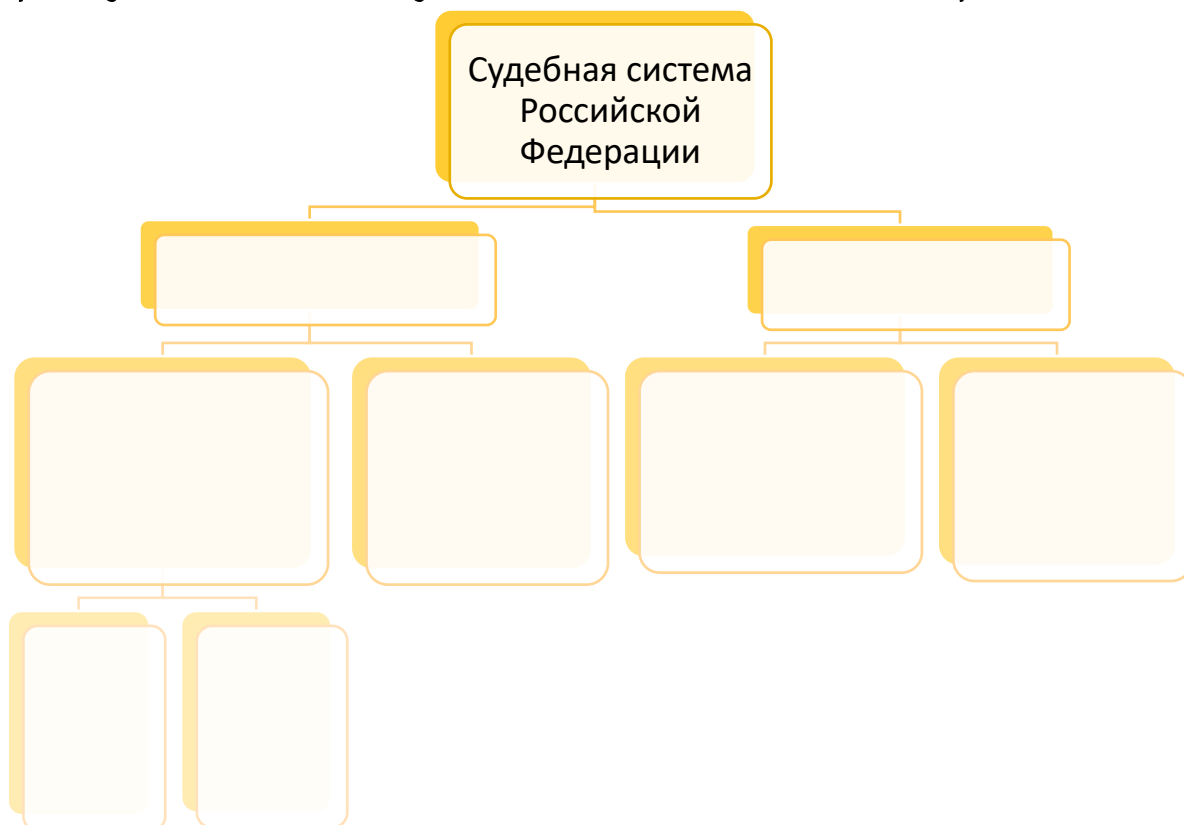 Судебная система
Российской
Федерации